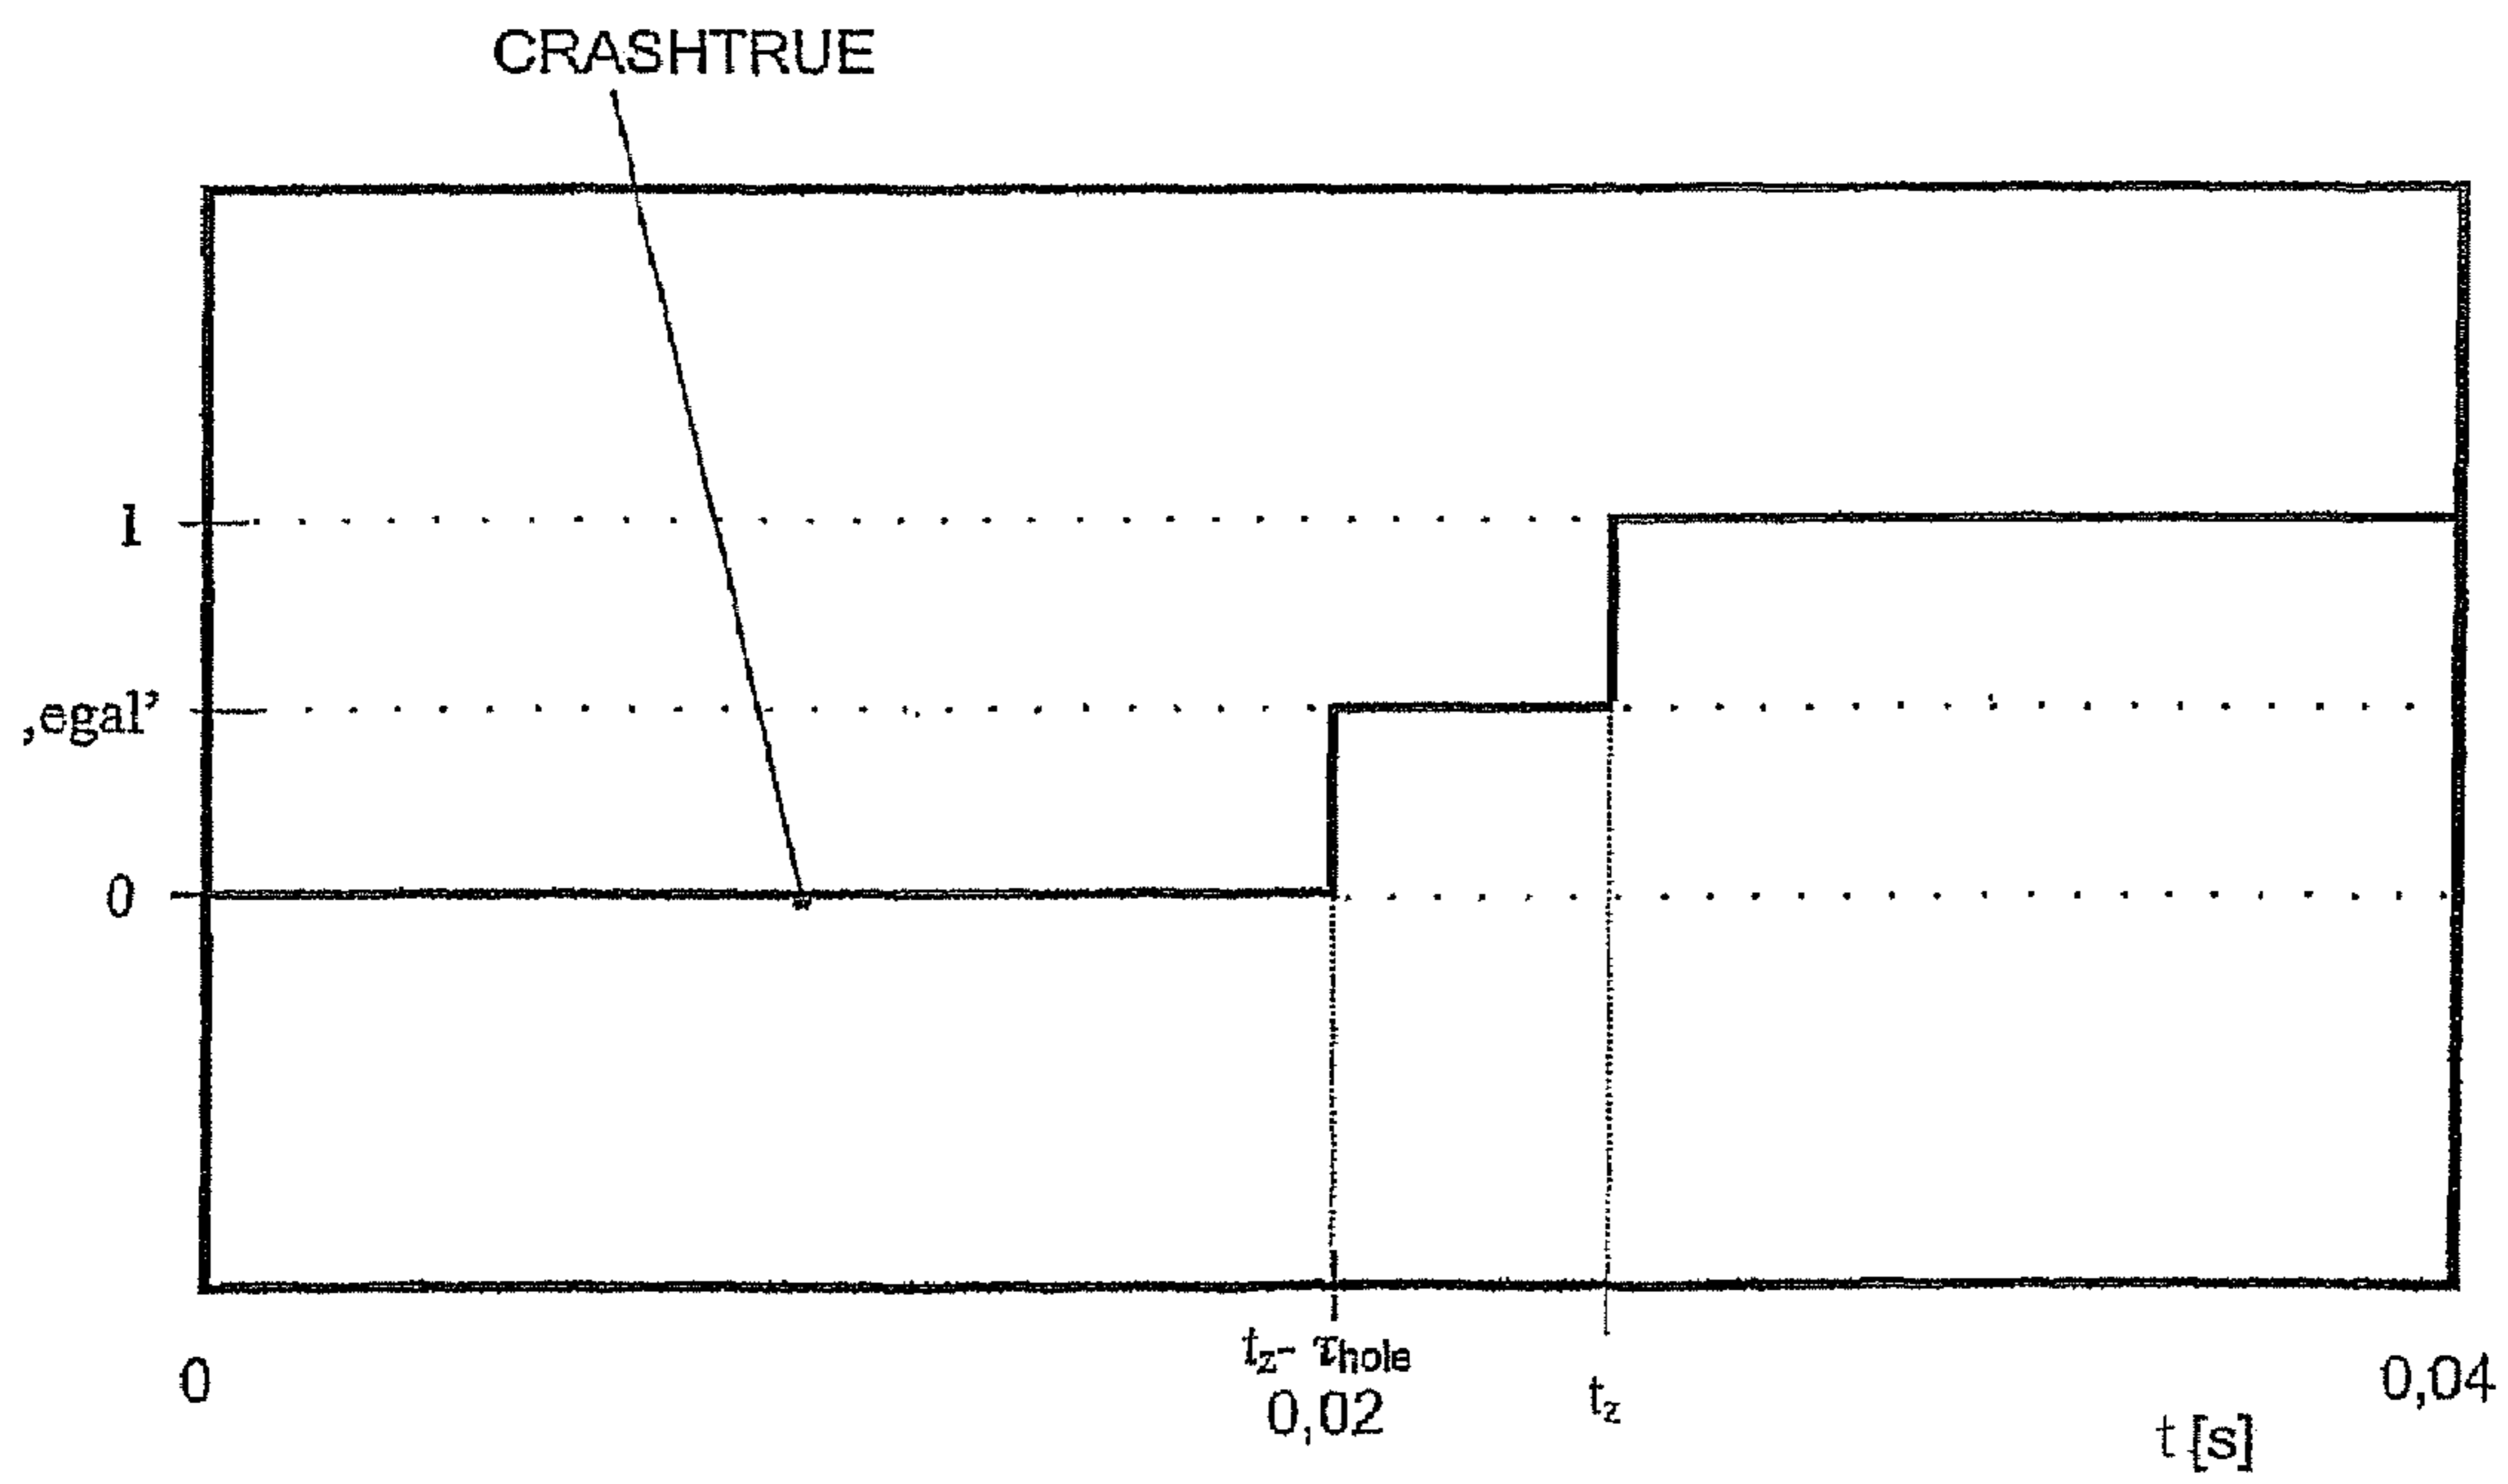 CRASHTRUE
1
‚egal’
0
0
tz- τhole
0,02
tz
0,04
t [s]